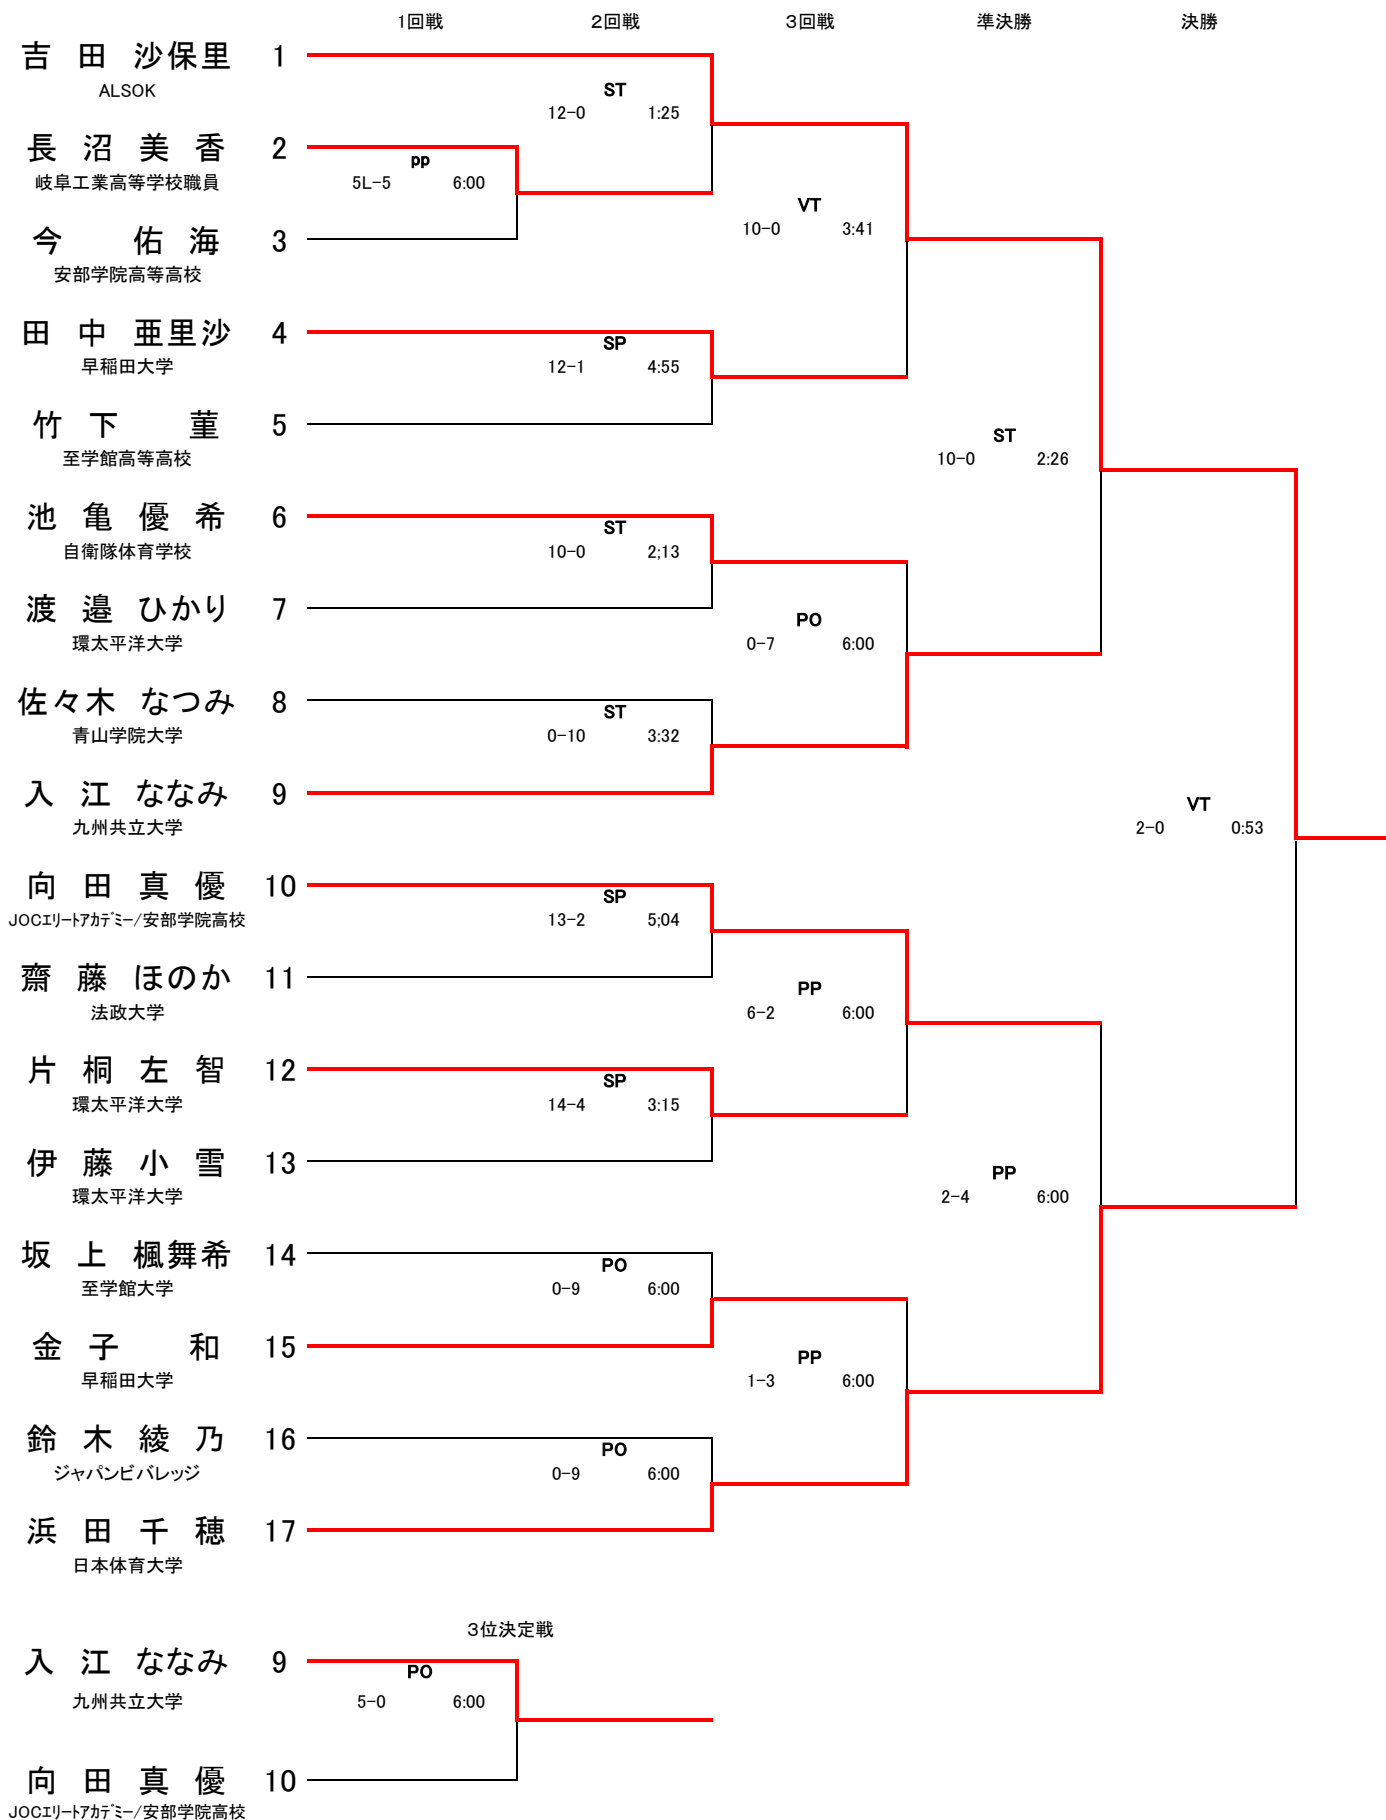 1回戦 2回戦 3回戦 準決勝 決勝
吉 田 沙保里 1
ALSOK
ST
12-0 1:25
長 沼 美 香 2
岐阜工業高等学校職員
pp
5L-5 6:00
今 佑 海 3
安部学院高等高校
VT
10-0 3:41
田 中 亜里沙 4
早稲田大学
SP
12-1 4:55
竹 下 菫 5
至学館高等高校
ST
10-0 2:26
池 亀 優 希 6
自衛隊体育学校
ST
10-0 2;13
渡 邉 ひかり 7
環太平洋大学
PO
0-7 6:00
佐々木 なつみ 8
青山学院大学
ST
0-10 3:32
入 江 ななみ 9
九州共立大学
VT
2-0 0:53
向 田 真 優 10
JOCエリートアカデミー/安部学院高校
SP
13-2 5;04
齋 藤 ほのか 11
法政大学
PP
6-2 6:00
片 桐 左 智 12
環太平洋大学
SP
14-4 3:15
伊 藤 小 雪 13
環太平洋大学
PP
2-4 6:00
坂 上 楓舞希 14
至学館大学
PO
0-9 6:00
金 子 和 15
早稲田大学
PP
1-3 6:00
鈴 木 綾 乃 16
ジャパンビバレッジ
PO
0-9 6:00
浜 田 千 穂 17
日本体育大学
3位決定戦
入 江 ななみ 9
九州共立大学
PO
5-0 6:00
向 田 真 優 10
JOCエリートアカデミー/安部学院高校